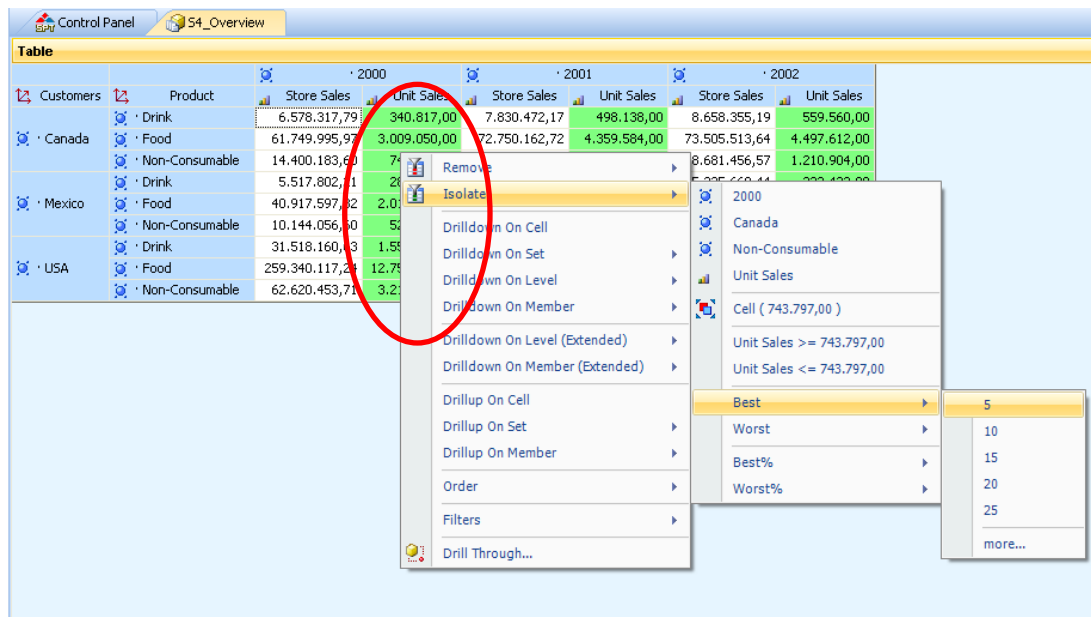 Control Panel S4_Overview
Table
2000 2001 2002
Customers Product Store Sales Unit Sales Store Sales Unit Sales Store Sales Unit Sales
Drink 6.578.317,79 340.817,00 7.830.472,17 498.138,00 8.658.355,19 559.560,00
Canada Food 61.749.995,97 3.009.050,00 72.750.162,72 4.359.584,00 73.505.513,64 4.497.612,00
Non-Consumable 14.400.183,60 8.681.456,57 1.210.904,00
Drink 5.517.802,
Mexico Food 40.917.597,
Non-Consumable 10.144.056,
Drink 31.518.160,
USA Food 259.340.117,24
Non-Consumable 62.620.453,71
Remove
Isolate
Drilldown On Cell
Drilldown On Set
Drilldown On Level
Drilldown On Member
Drilldown On Level (Extended)
Drilldown On Member (Extended)
Drillup On Cell
Drillup On Set
Drillup On Member
Order
Filters
Drill Through...
2000
Canada
Non-Consumable
Unit Sales
Cell ( 743.797,00 )
Unit Sales >= 743.797,00
Unit Sales <= 743.797,00
Best
Worst
Best%
Worst%
5
10
15
20
25
more...